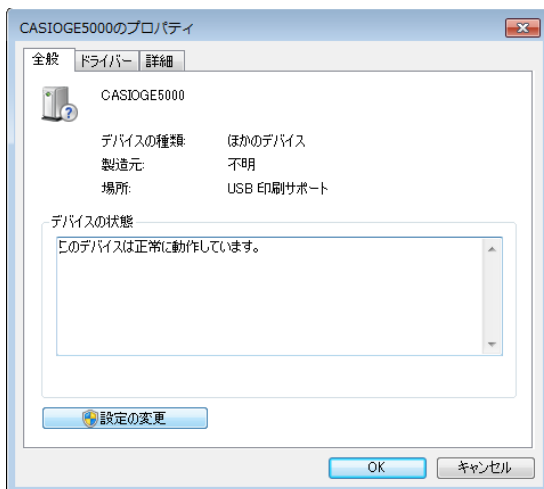 CASIOGE5000のプロパティ
全般 ドライバー 詳細
CASIOGE5000
デバイスの種類: ほかのデバイス
製造元: 不明
場所: USB 印刷サポート
デバイスの状態
このデバイスは正常に動作しています。
設定の変更
OK キャンセル